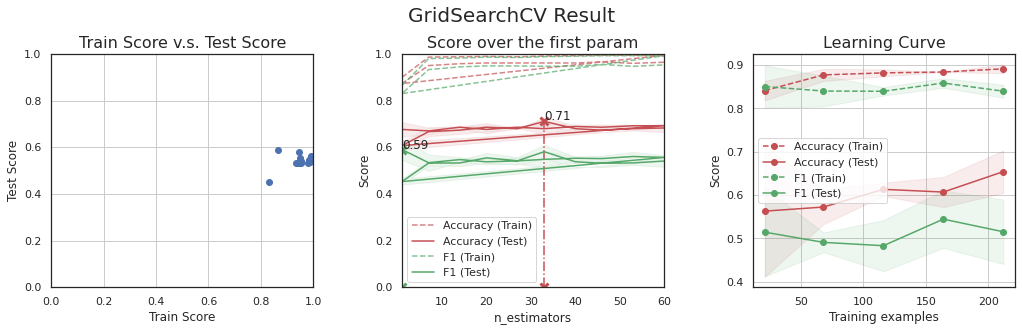 GridSearchCV Result
Train Score v.s. Test Score
Test Score
1.0
0.8
0.6
0.4
0.2
0.0
0.0 0.2 0.4 0.6 0.8 1.0
Train Score
Score over the first param
Score
1.0
0.8
0.6
0.4
0.2
0.0
0.59
0.71
Accuracy (Train)
Accuracy (Test)
F1 (Train)
F1 (Test)
10 20 30 40 50 60
n_estimators
Learning Curve
Score
0.9
0.8
0.7
0.6
0.5
0.4
Accuracy (Train)
Accuracy (Test)
F1 (Train)
F1 (Test)
50 100 150 200
Training examples